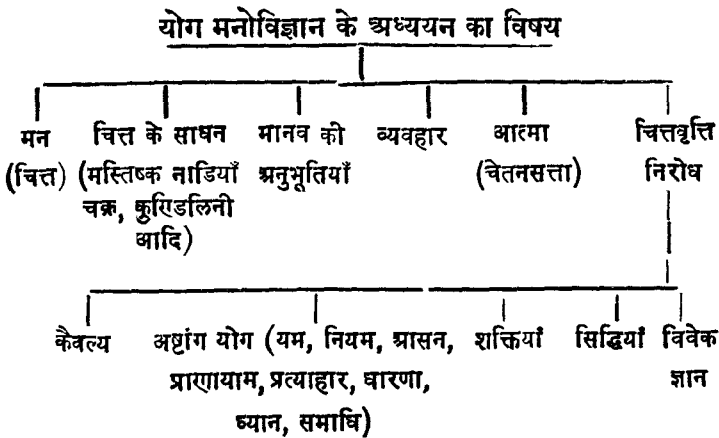 योग मनोविज्ञान के अध्ययन का विषय
मन चित्त के साधन मानव की व्यवहार आत्मा चित्तवृत्ति
(चित्त) (मस्तिष्क नाडियाँ अनुभूतियाँ (चेतनसत्ता) निरोध
चक्र, कुण्डिलिनी
आदि)
कैवल्य अष्टांग योग (यम, नियम, आसन, शक्तियां सिद्धियां विवेक
प्राणायाम, प्रत्याहार, धारणा, ज्ञान
ध्यान, समाधि)